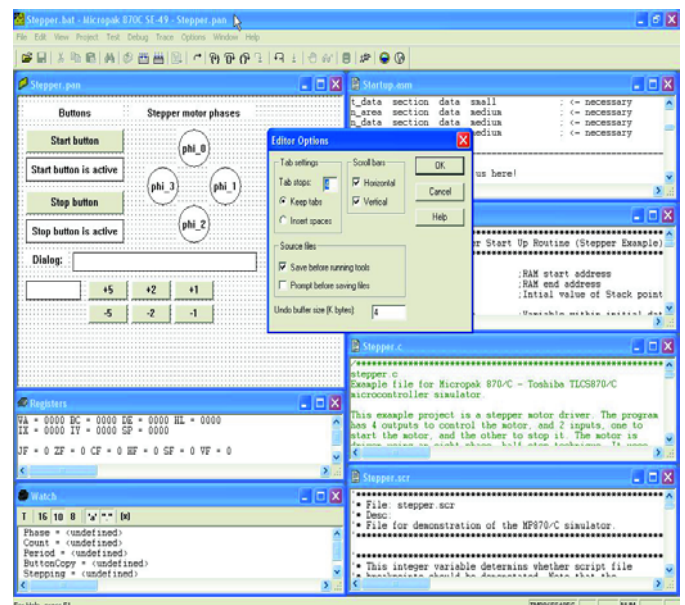 Stepper.bat - Micropak 870C SE-49 - Stepper.pan
File Edit View Project Test Debug Trace Options Window Help
Stepper.pan
Buttons
Stepper motor phases
Start button
Start button is active
Stop button
Stop button is active
phi_0
phi_3
phi_1
phi_2
Dialog:
+5
+2
+1
-5
-2
-1
Startup.asm
t_data section data small ; <- necessary
n_area section data medium ; <- necessary
n_data section data medium ; <- necessary
medium ; <- necessary
us here!
Editor Options
Tab settings
Tab stops:
Keep tabs
Insert spaces
Scroll bars
Horizontal
Vertical
OK
Cancel
Help
Source files
Save before running tools
Prompt before saving files
Undo buffer size (K bytes)
4
r Start Up Routine (Stepper Example)
;RAM start address
;RAM end address
;Intial value of Stack point
Stepper.c
/*******************************************
stepper.c
Example file for Micropak 870/C - Toshiba TLCS870/C
microcontroller simulator.
This example project is a stepper motor driver. The program
has 4 outputs to control the motor, and 2 inputs, one to
start the motor, and the other to stop it. The motor is
Registers
WA = 0000 BC = 0000 DE = 0000 HL = 0000
IX = 0000 IY = 0000 SP = 0000
JF = 0 ZF = 0 CF = 0 HF = 0 SF = 0 VF = 0
Watch
T 16 10 8 'a' "." [x]
Phase = <undefined>
Count = <undefined>
Period = <undefined>
ButtonCopy = <undefined>
Stepping = <undefined>
Stepper.scr
'* File: stepper.scr
'* Desc:
'* File for demonstration of the MP870/C simulator.
'* This integer variable determins whether script file